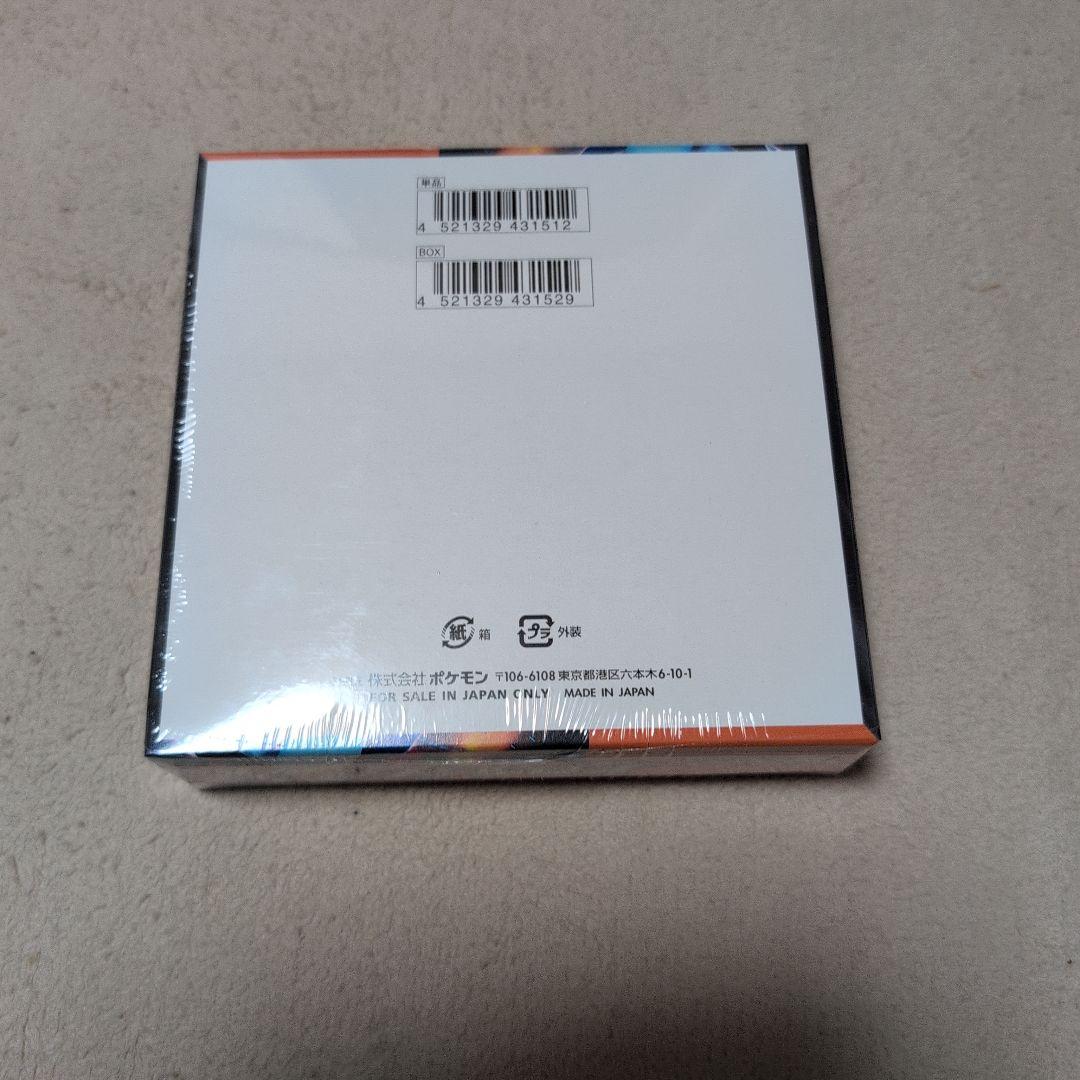 単品
4 521329 431512
BOX
4 521329 431529
紙 箱 プラ 外装
株式会社ポケモン 〒106-6108 東京都港区六本木6-10-1
FOR SALE IN JAPAN ONLY MADE IN JAPAN